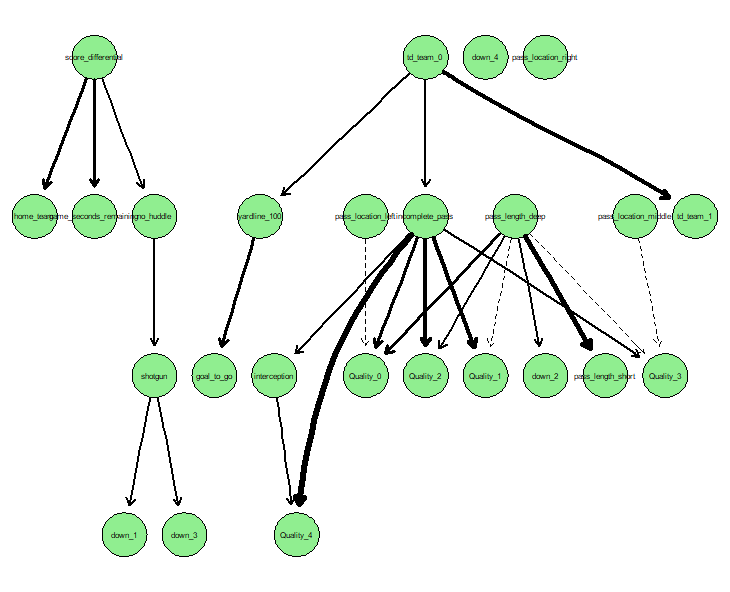 score_differential
td_team_0
down_4
pass_location_right
home_team
game_seconds_remaining
no_huddle
yardline_100
pass_location_left
incomplete_pass
pass_length_deep
pass_location_middle
td_team_1
shotgun
goal_to_go
interception
Quality_0
Quality_2
Quality_1
down_2
pass_length_short
Quality_3
down_1
down_3
Quality_4